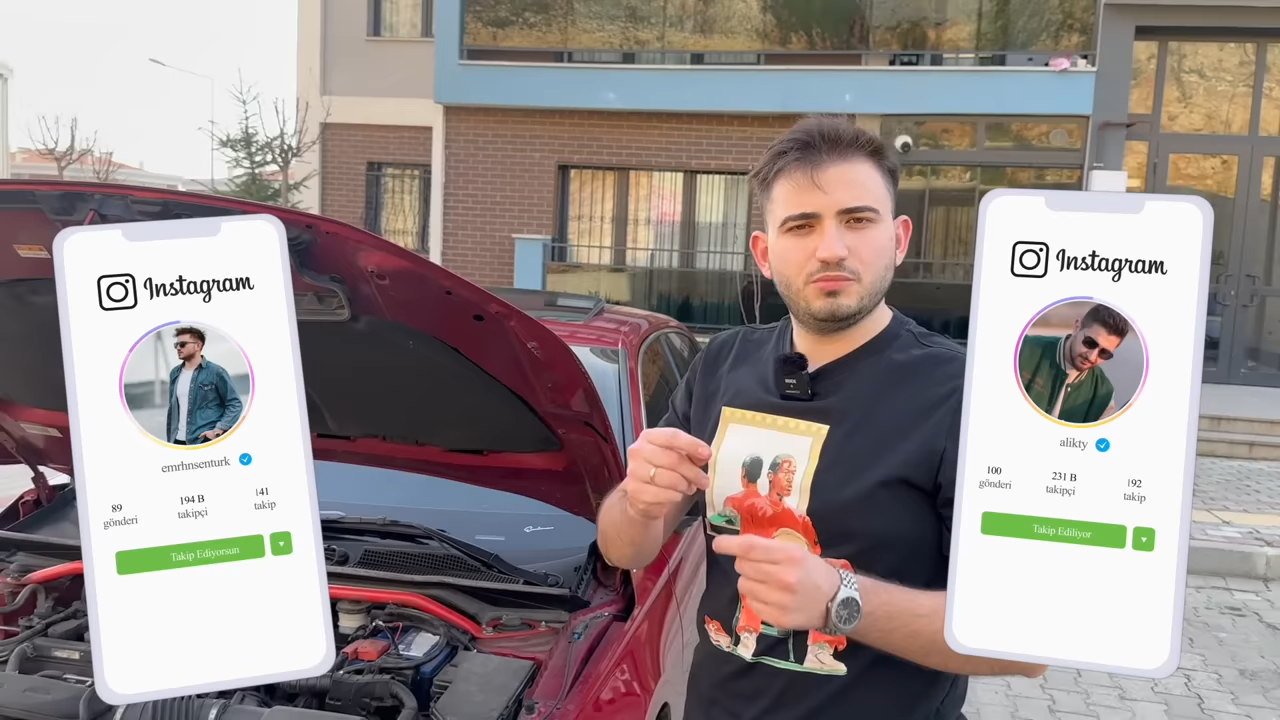 Instagram
emrhnsenturk
89 194 B 141
gönderi takipçi takip
Takip Ediyorsun
Instagram
alikty
100 231 B 192
gönderi takipçi takip
Takip Ediliyor